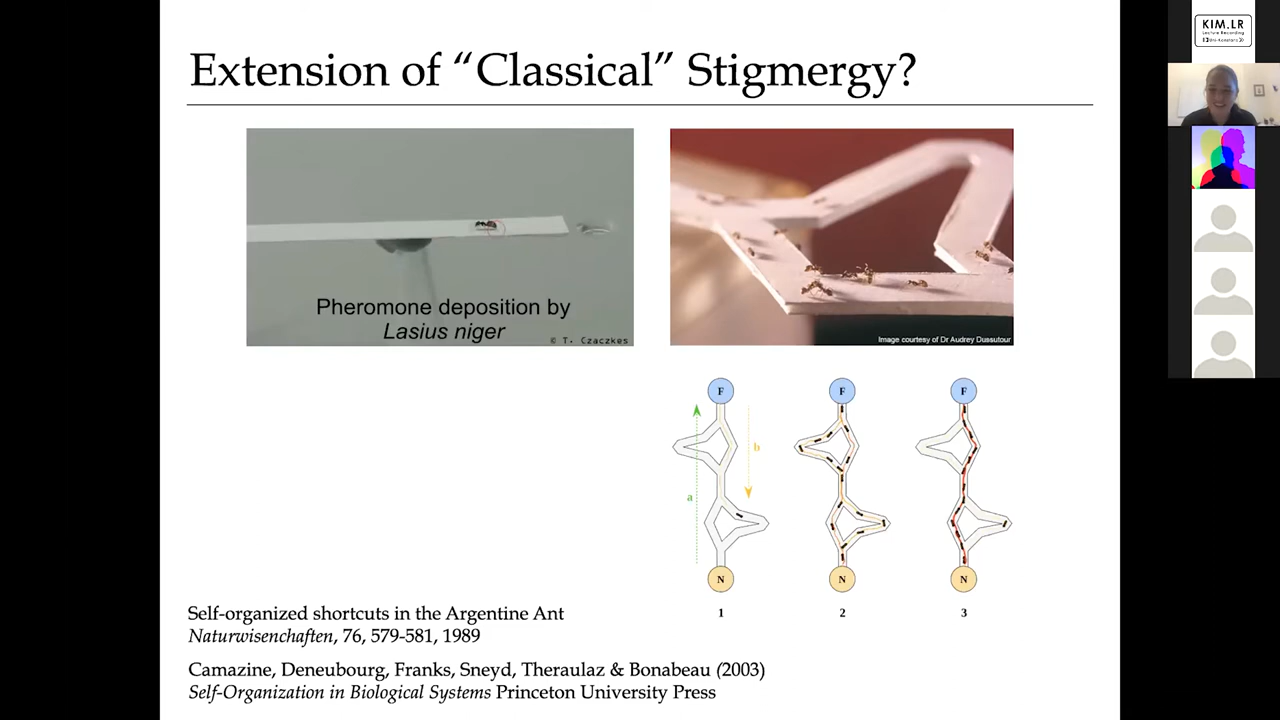 Extension of “Classical” Stigmergy?
Pheromone deposition by
Lasius niger
© T. Czaczkes
Image courtesy of Dr Audrey Dussutour
F
F
F
b
a
N
N
N
1
2
3
Self-organized shortcuts in the Argentine Ant
Naturwisenchaften, 76, 579-581, 1989
Camazine, Deneubourg, Franks, Sneyd, Theraulaz & Bonabeau (2003)
Self-Organization in Biological Systems Princeton University Press
KIM.LR
Lecture Recording